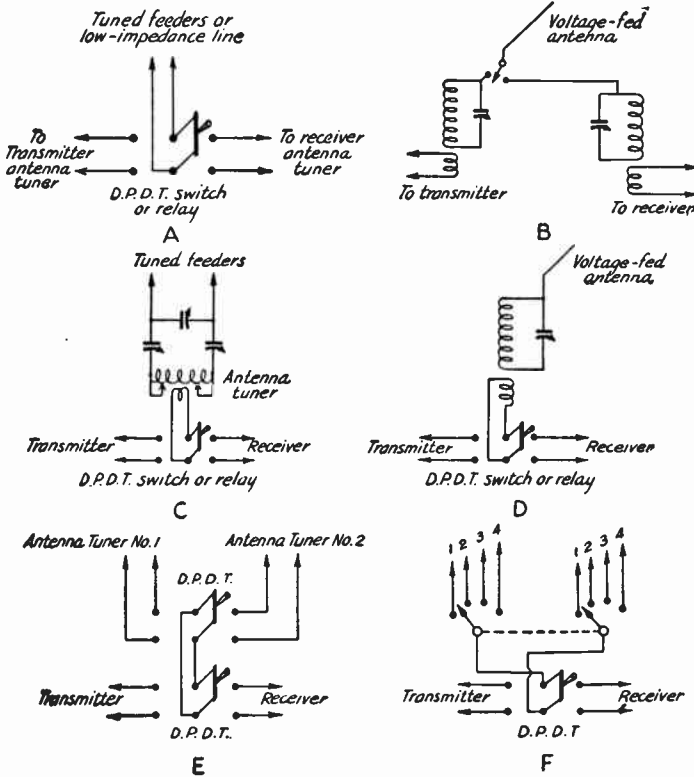 Tuned feeders or
low-impedance line
To
Transmitter
antenna
tuner
To receiver
antenna
tuner
D.P.D.T. switch
or relay
A
Voltage-fed
antenna
To transmitter
To receiver
B
Tuned feeders
Antenna
tuner
Transmitter
Receiver
D.P.D.T. switch or relay
C
Voltage-fed
antenna
Transmitter
Receiver
D.P.D.T. switch or relay
D
Antenna Tuner No.1
Antenna Tuner No.2
D.P.D.T.
Transmitter
Receiver
D.P.D.T.
E
1 2 3 4
1 2 3 4
Transmitter
Receiver
D.P.D.T
F